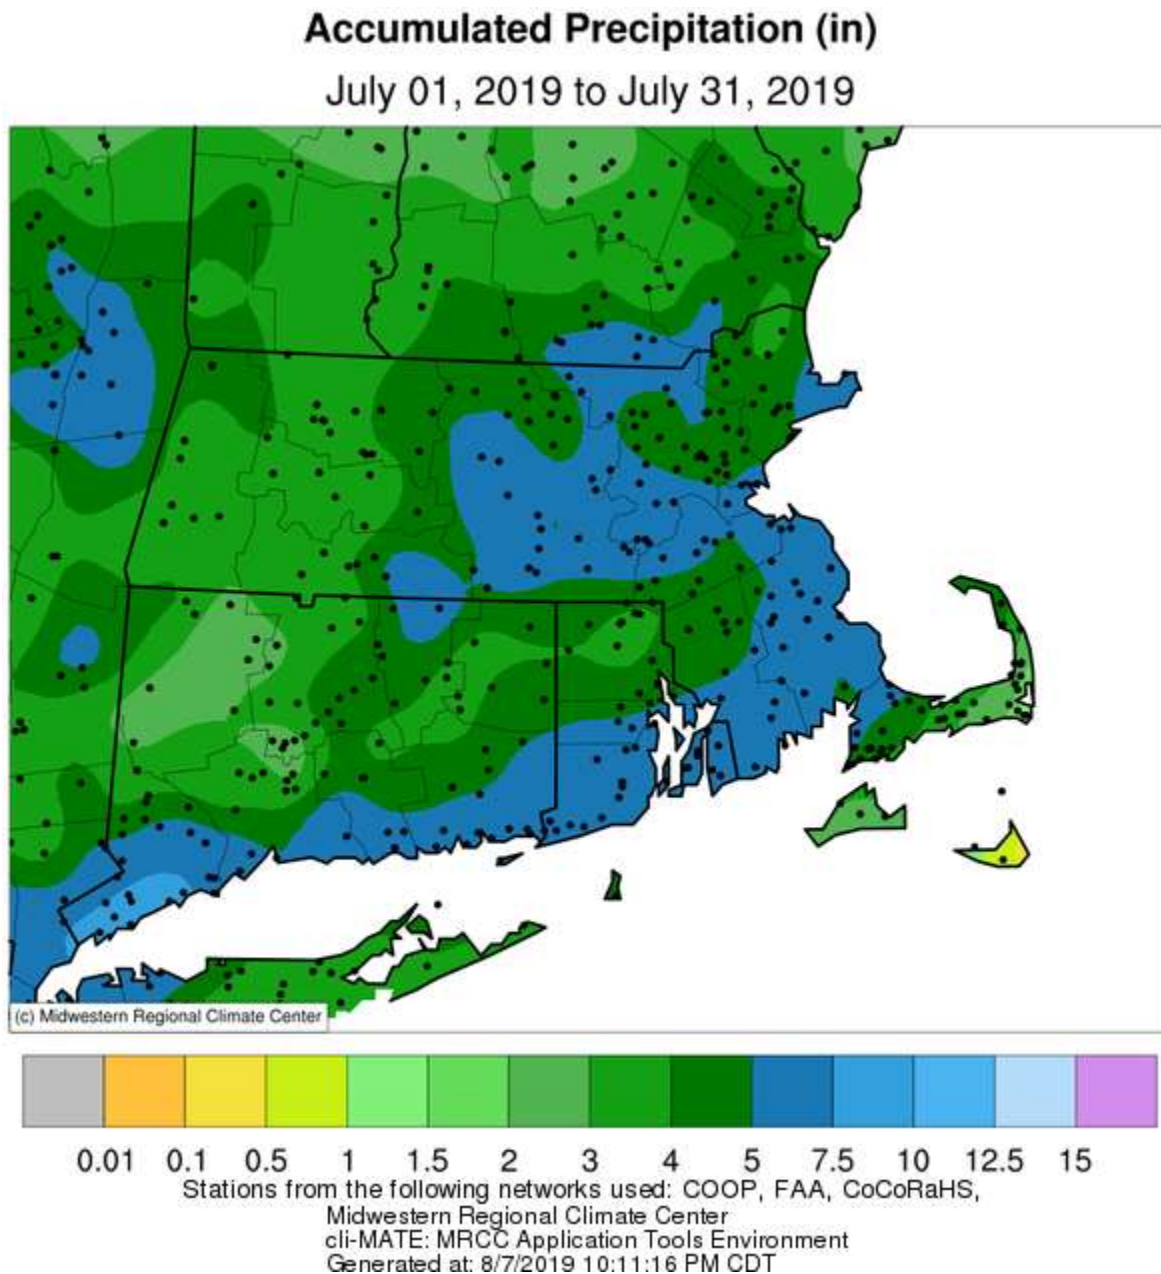 Accumulated Precipitation (in)
July 01, 2019 to July 31, 2019
(c) Midwestern Regional Climate Center
0.01 0.1 0.5 1 1.5 2 3 4 5 7.5 10 12.5 15
Stations from the following networks used: COOP, FAA, CoCoRaHS,
Midwestern Regional Climate Center
cli-MATE: MRCC Application Tools Environment
Generated at: 8/7/2019 10:11:16 PM CDT